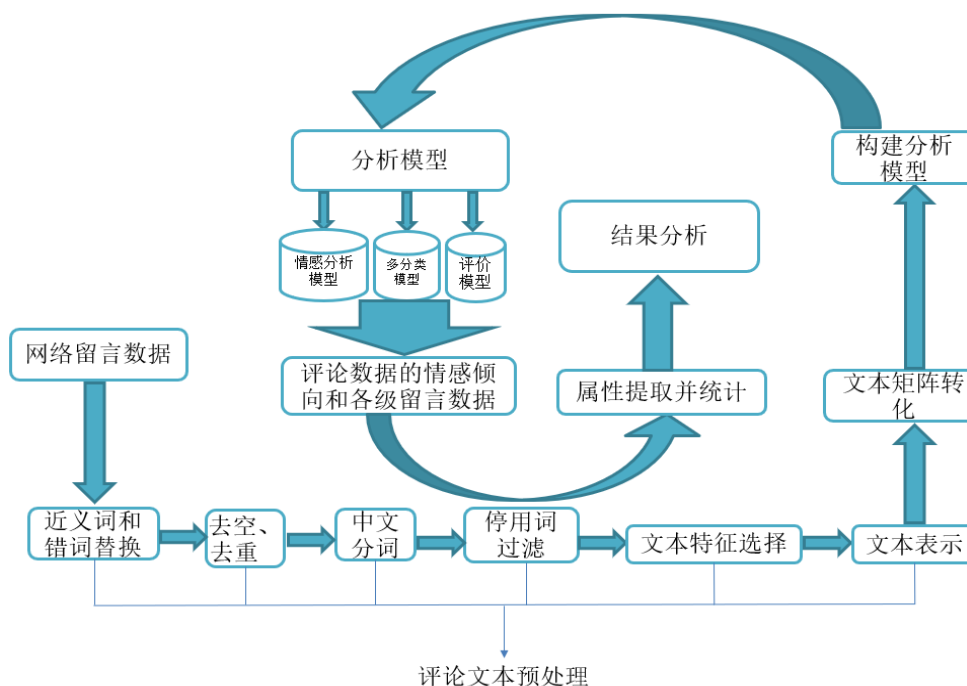 分析模型
构建分析
模型
情感分析
模型
多分类
模型
评价
模型
结果分析
网络留言数据
评论数据的情感倾
向和各级留言数据
属性提取并统计
文本矩阵转
化
近义词和
错词替换
去空、
去重
中文
分词
停用词
过滤
文本特征选择
文本表示
评论文本预处理